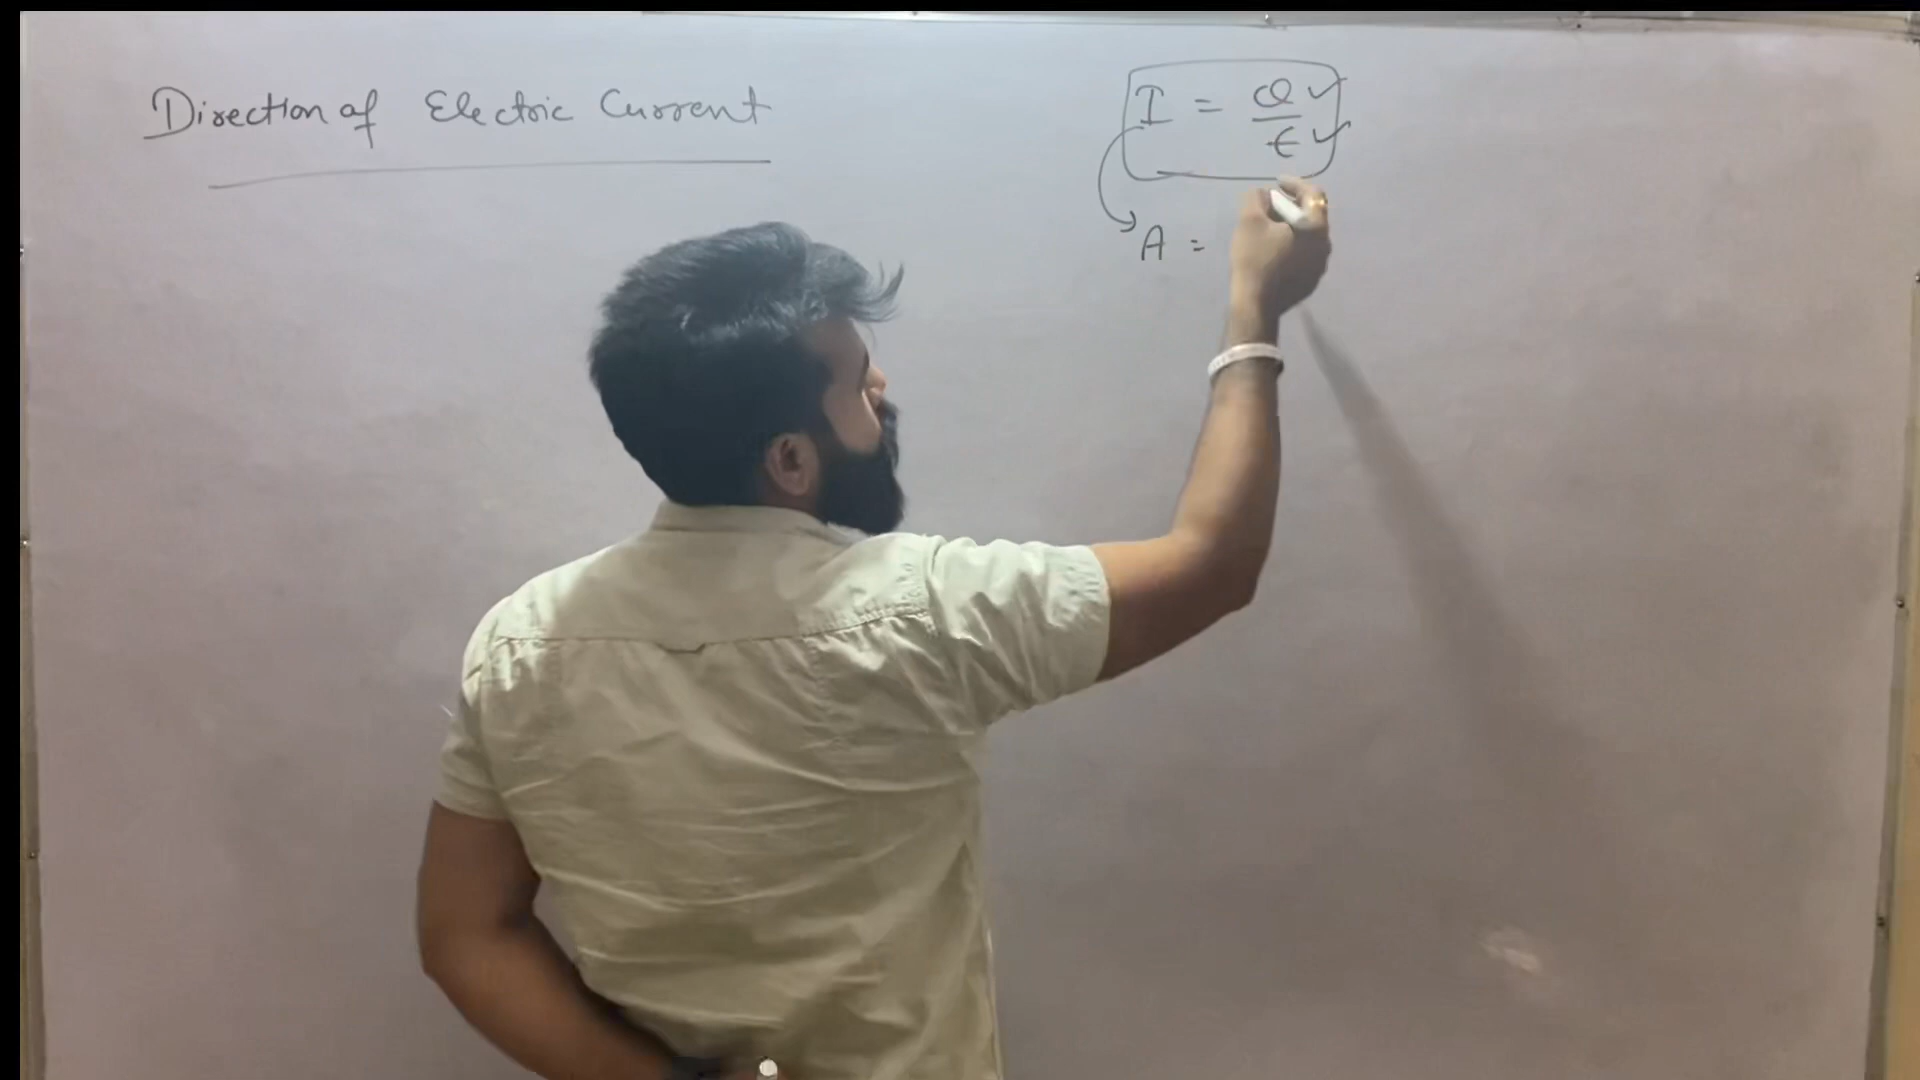 Direction of Electric Current
I = Q/t
A =